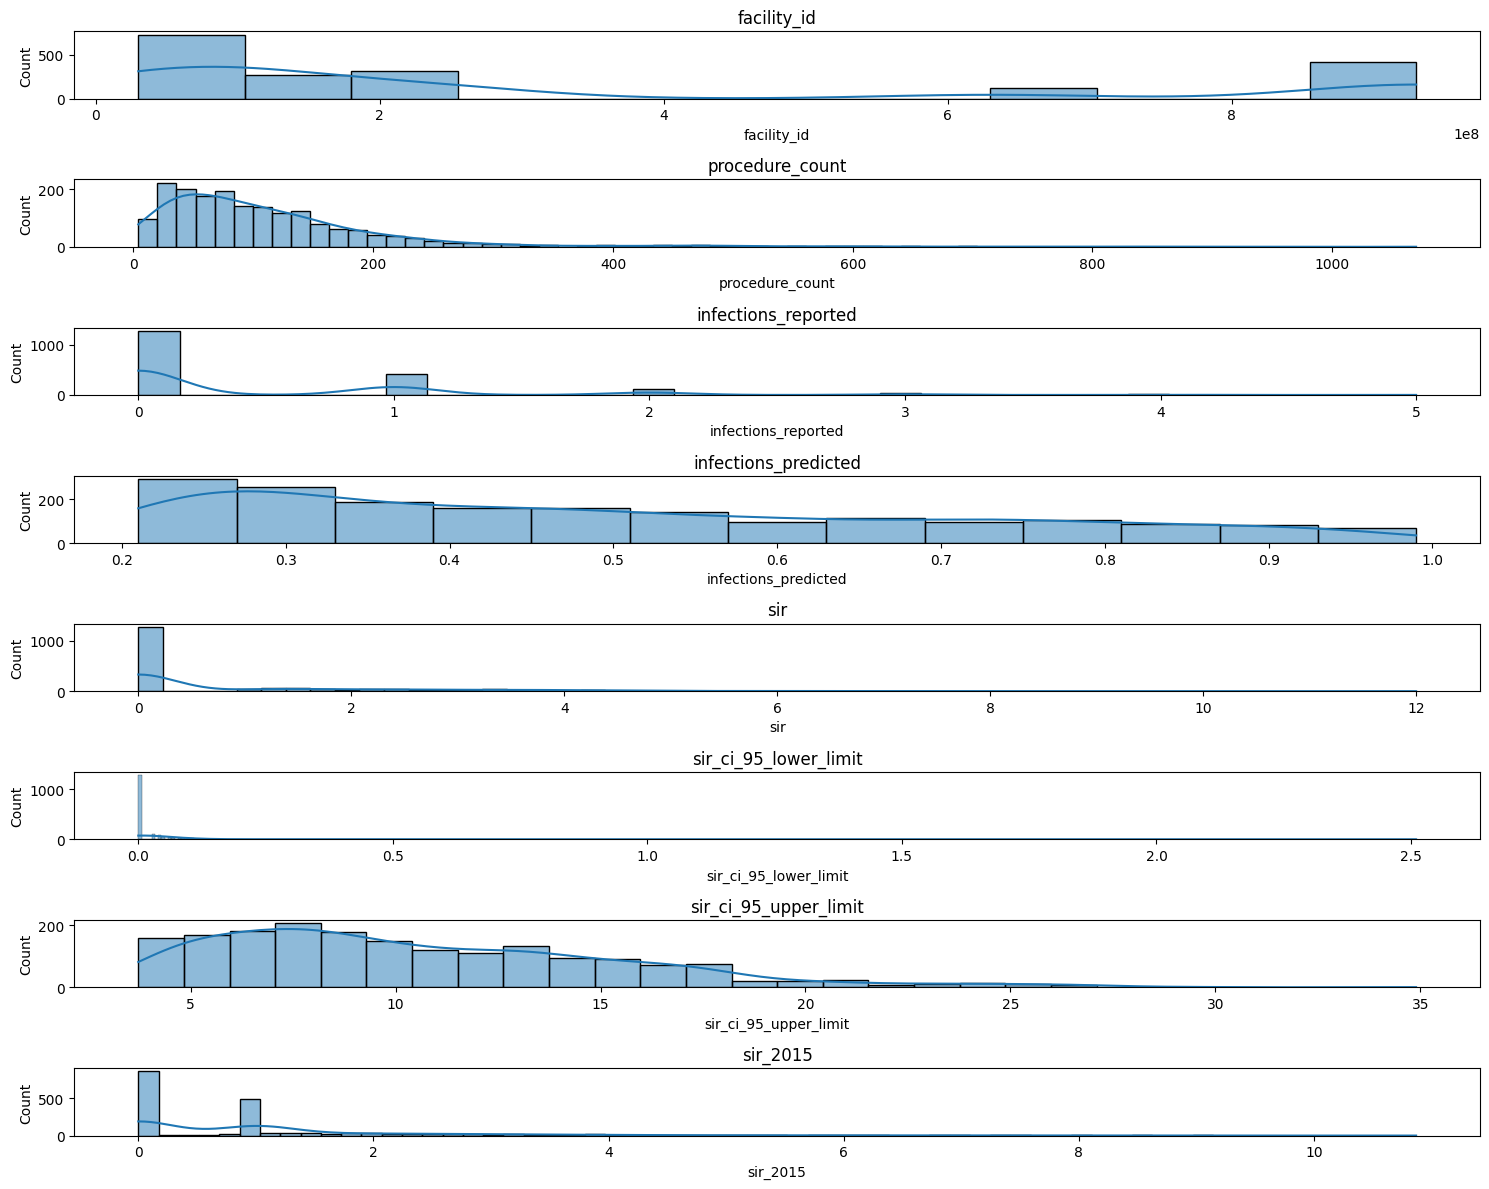 facility_id
Count
500
0
0 2 4 6 8
1e8
facility_id
procedure_count
Count
200
0
0 200 400 600 800 1000
procedure_count
infections_reported
Count
1000
0
0 1 2 3 4 5
infections_reported
infections_predicted
Count
200
0
0.2 0.3 0.4 0.5 0.6 0.7 0.8 0.9 1.0
infections_predicted
sir
Count
1000
0
0 2 4 6 8 10 12
sir
sir_ci_95_lower_limit
Count
1000
0
0.0 0.5 1.0 1.5 2.0 2.5
sir_ci_95_lower_limit
sir_ci_95_upper_limit
Count
200
0
5 10 15 20 25 30 35
sir_ci_95_upper_limit
sir_2015
Count
500
0
0 2 4 6 8 10
sir_2015